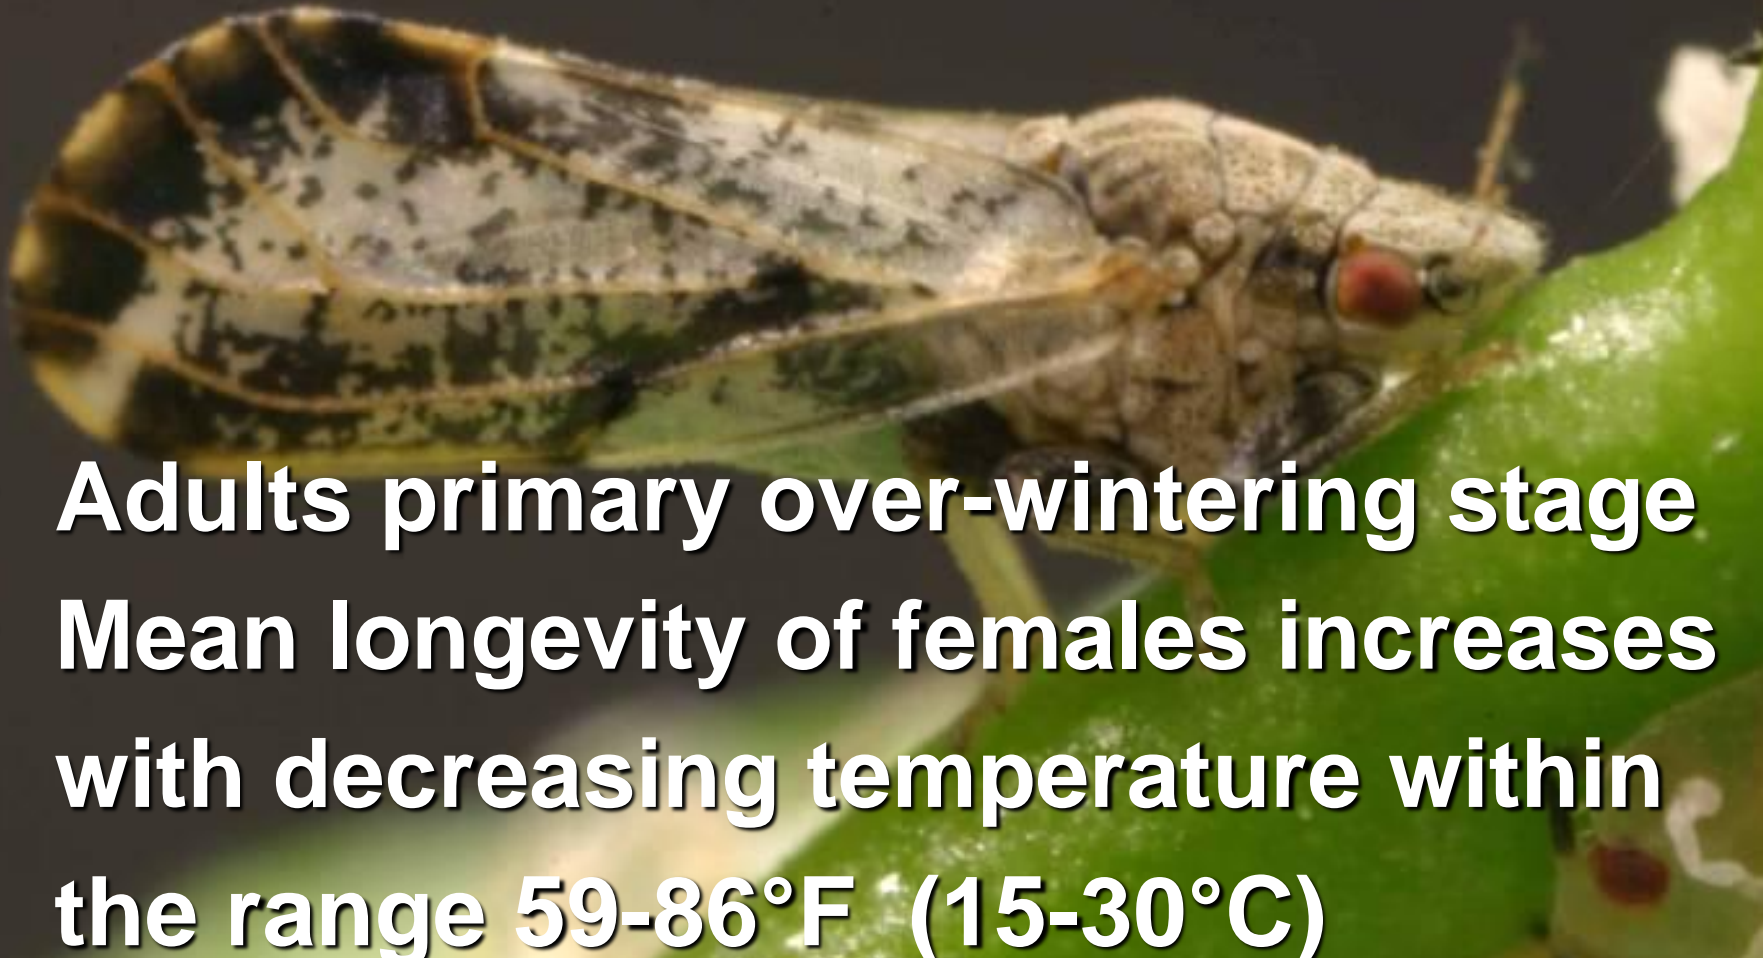 Adults primary over-wintering stage
Mean longevity of females increases
with decreasing temperature within
the range 59-86°F (15-30°C)